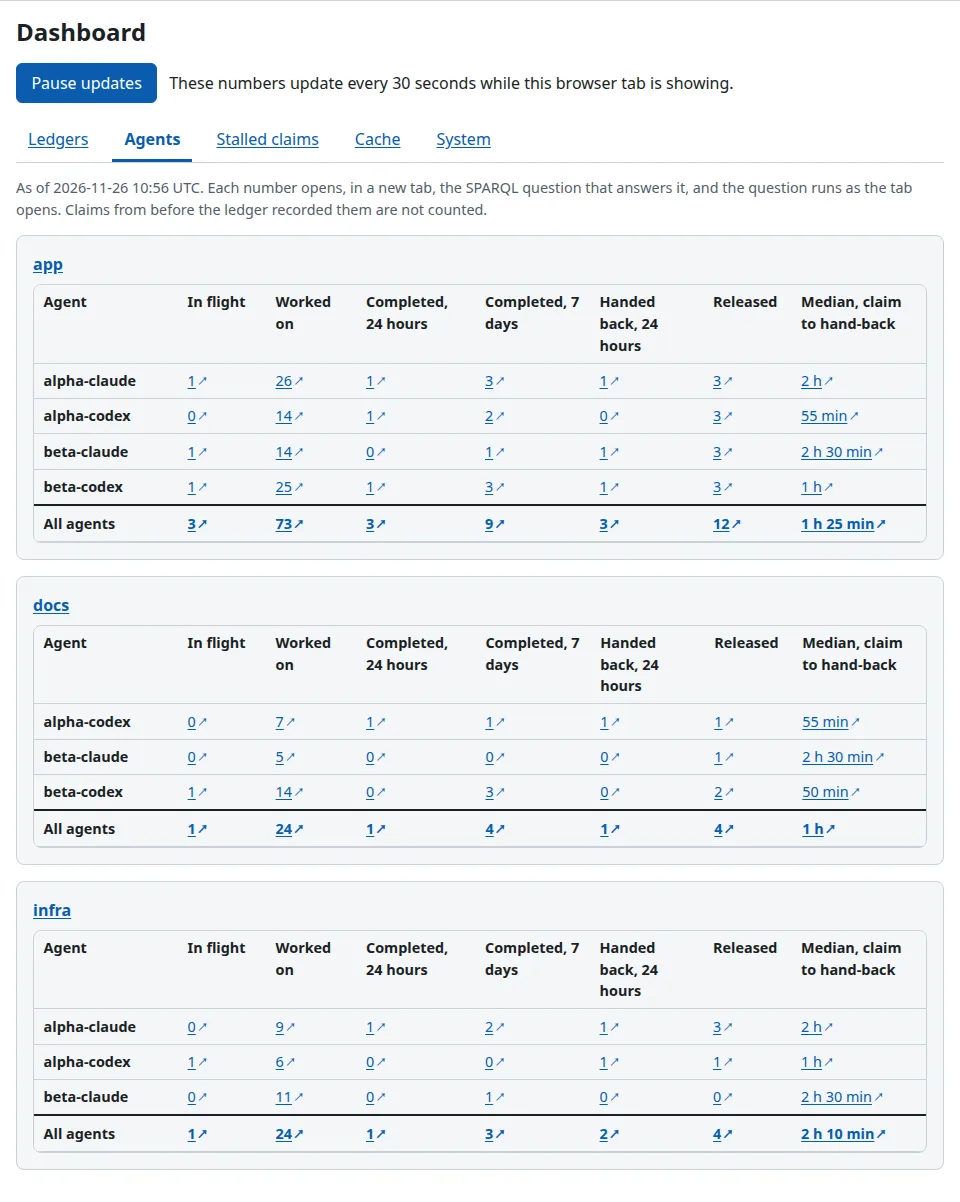 Dashboard
Pause updates These numbers update every 30 seconds while this browser tab is showing.
Ledgers Agents Stalled claims Cache System
As of 2026-11-26 10:56 UTC. Each number opens, in a new tab, the SPARQL question that answers it, and the question runs as the tab
opens. Claims from before the ledger recorded them are not counted.
app
Agent In flight Worked on Completed, 24 hours Completed, 7 days Handed back, 24 hours Released Median, claim to hand-back
alpha-claude 1↗ 26↗ 1↗ 3↗ 1↗ 3↗ 2 h↗
alpha-codex 0↗ 14↗ 1↗ 2↗ 0↗ 3↗ 55 min↗
beta-claude 1↗ 14↗ 0↗ 1↗ 1↗ 3↗ 2 h 30 min↗
beta-codex 1↗ 25↗ 1↗ 3↗ 1↗ 3↗ 1 h↗
All agents 3↗ 73↗ 3↗ 9↗ 3↗ 12↗ 1 h 25 min↗
docs
Agent In flight Worked on Completed, 24 hours Completed, 7 days Handed back, 24 hours Released Median, claim to hand-back
alpha-codex 0↗ 7↗ 1↗ 1↗ 1↗ 1↗ 55 min↗
beta-claude 0↗ 5↗ 0↗ 0↗ 0↗ 1↗ 2 h 30 min↗
beta-codex 1↗ 14↗ 0↗ 3↗ 0↗ 2↗ 50 min↗
All agents 1↗ 24↗ 1↗ 4↗ 1↗ 4↗ 1 h↗
infra
Agent In flight Worked on Completed, 24 hours Completed, 7 days Handed back, 24 hours Released Median, claim to hand-back
alpha-claude 0↗ 9↗ 1↗ 2↗ 1↗ 3↗ 2 h↗
alpha-codex 1↗ 6↗ 0↗ 0↗ 1↗ 1↗ 1 h↗
beta-claude 0↗ 11↗ 0↗ 1↗ 0↗ 0↗ 2 h 30 min↗
All agents 1↗ 24↗ 1↗ 3↗ 2↗ 4↗ 2 h 10 min↗